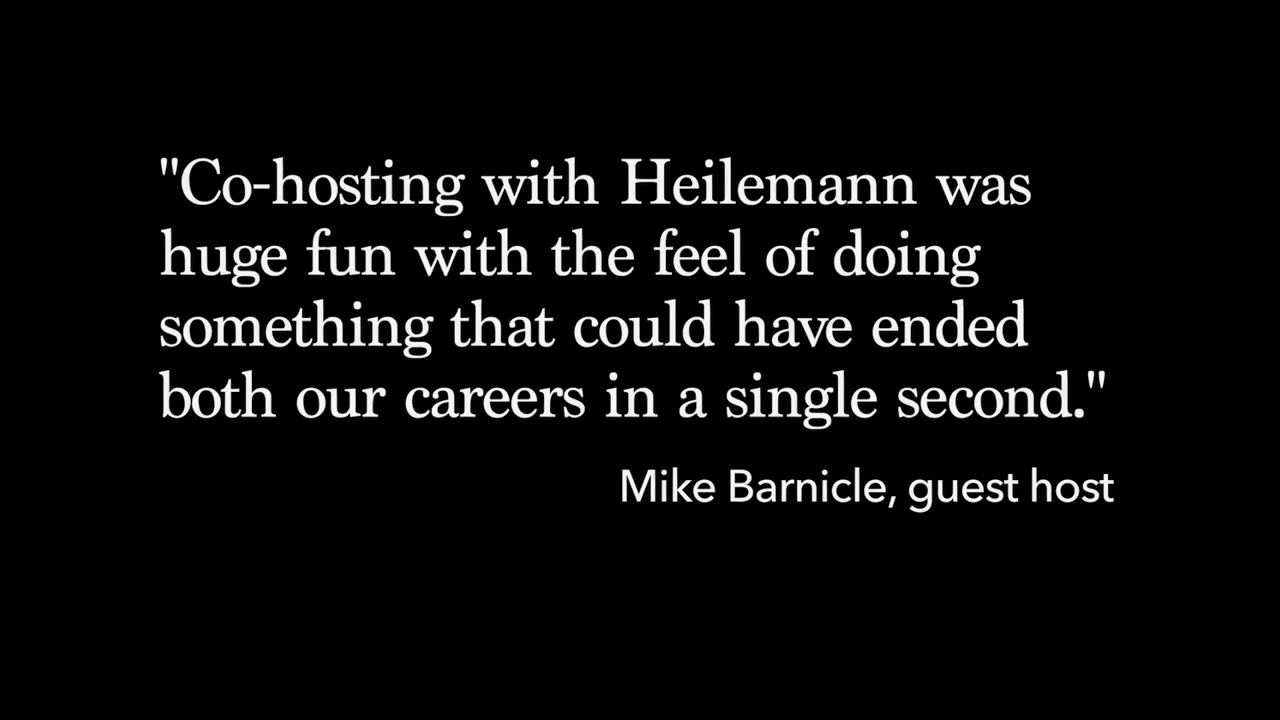 "Co-hosting with Heilemann was
huge fun with the feel of doing
something that could have ended
both our careers in a single second."
Mike Barnicle, guest host